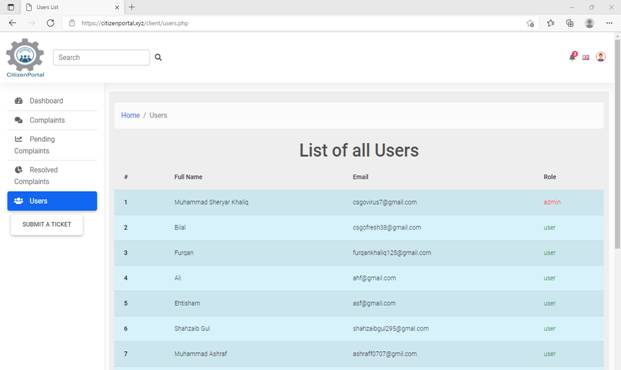 Users List
https://citizenportal.xyz/client/users.php
CitizenPortal
Search
Dashboard
Complaints
Pending
Complaints
Resolved
Complaints
Users
SUBMIT A TICKET
Home / Users
List of all Users
# Full Name Email Role
1 Muhammad Sheryar Khaliq csgovirus7@gmail.com admin
2 Bilal csgofresh38@gmail.com user
3 Furqan furqankhaliq125@gmail.com user
4 Ali ahf@gmail.com user
5 Ehtisham asf@gmail.com user
6 Shahzaib Gul shahzaibgul295@gmal.com user
7 Muhammad Ashraf ashraff0707@gmil.com user